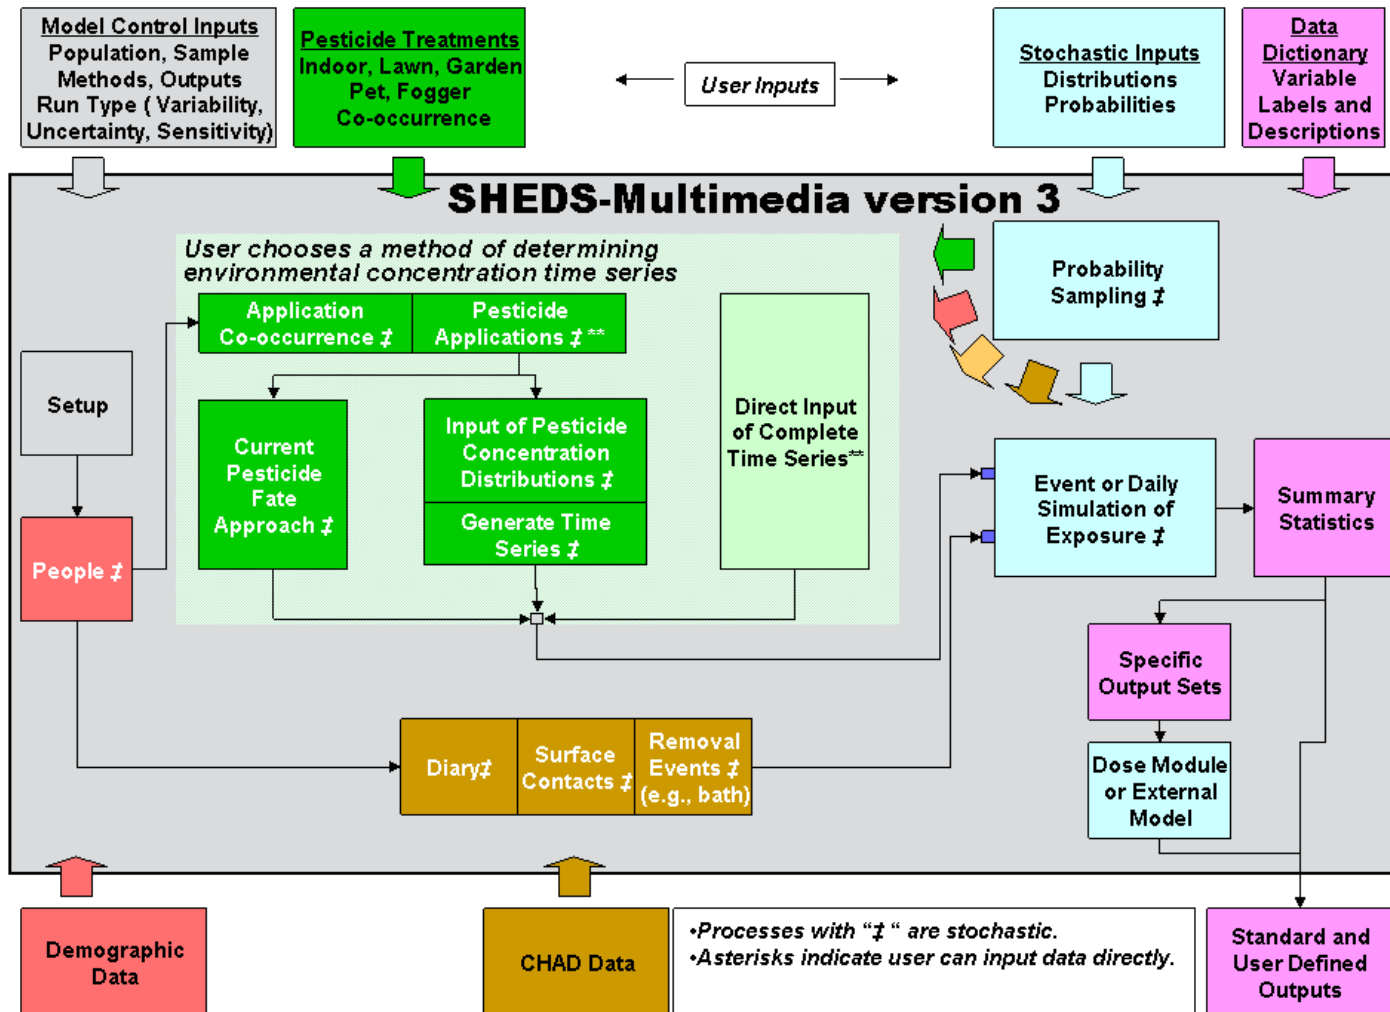 Model Control Inputs
Population, Sample
Methods, Outputs
Run Type ( Variability,
Uncertainty, Sensitivity)
Pesticide Treatments
Indoor, Lawn, Garden
Pet, Fogger
Co-occurrence
User Inputs
Stochastic Inputs
Distributions
Probabilities
Data
Dictionary
Variable
Labels and
Descriptions
SHEDS-Multimedia version 3
User chooses a method of determining
environmental concentration time series
Application
Co-occurrence ‡
Pesticide
Applications ‡ **
Probability
Sampling ‡
Setup
Current
Pesticide
Fate
Approach ‡
Input of Pesticide
Concentration
Distributions ‡
Generate Time
Series ‡
Direct Input
of Complete
Time Series**
Event or Daily
Simulation of
Exposure ‡
Summary
Statistics
People ‡
Specific
Output Sets
Diary‡
Surface
Contacts ‡
Removal
Events ‡
(e.g., bath)
Dose Module
or External
Model
Demographic
Data
CHAD Data
•Processes with “‡ “ are stochastic.
•Asterisks indicate user can input data directly.
Standard and
User Defined
Outputs